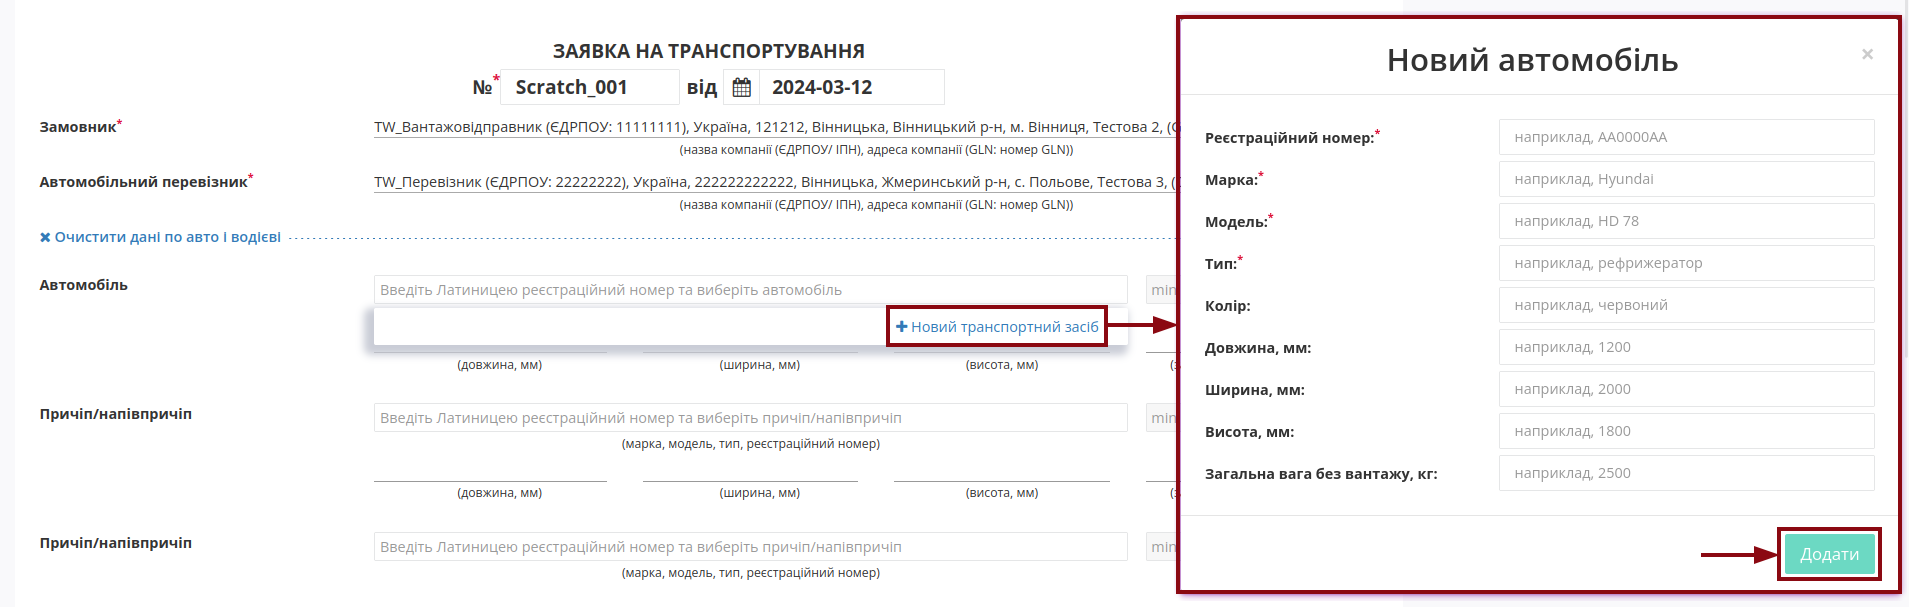 ЗАЯВКА НА ТРАНСПОРТУВАННЯ
№* Scratch_001 від 2024-03-12
Замовник* TW_Вантажовідправник (ЄДРПОУ: 11111111), Україна, 121212, Вінницька, Вінницький р-н, м. Вінниця, Тестова 2,
(назва компанії (ЄДРПОУ/ ІПН), адреса компанії (GLN: номер GLN))
Автомобільний перевізник* TW_Перевізник (ЄДРПОУ: 22222222), Україна, 222222222222, Вінницька, Жмеринський р-н, с. Польове, Тестова 3,
(назва компанії (ЄДРПОУ/ ІПН), адреса компанії (GLN: номер GLN))
Очистити дані по авто і водієві
Автомобіль Введіть Латиницею реєстраційний номер та виберіть автомобіль min
Новий транспортний засіб
(довжина, мм) (ширина, мм) (висота, мм)
Причіп/напівпричіп Введіть Латиницею реєстраційний номер та виберіть причіп/напівпричіп min
(марка, модель, тип, реєстраційний номер)
(довжина, мм) (ширина, мм) (висота, мм)
Причіп/напівпричіп Введіть Латиницею реєстраційний номер та виберіть причіп/напівпричіп min
(марка, модель, тип, реєстраційний номер)
Новий автомобіль ×
Реєстраційний номер:* наприклад, AA0000AA
Марка:* наприклад, Hyundai
Модель:* наприклад, HD 78
Тип:* наприклад, рефрижератор
Колір: наприклад, червоний
Довжина, мм: наприклад, 1200
Ширина, мм: наприклад, 2000
Висота, мм: наприклад, 1800
Загальна вага без вантажу, кг: наприклад, 2500
Додати